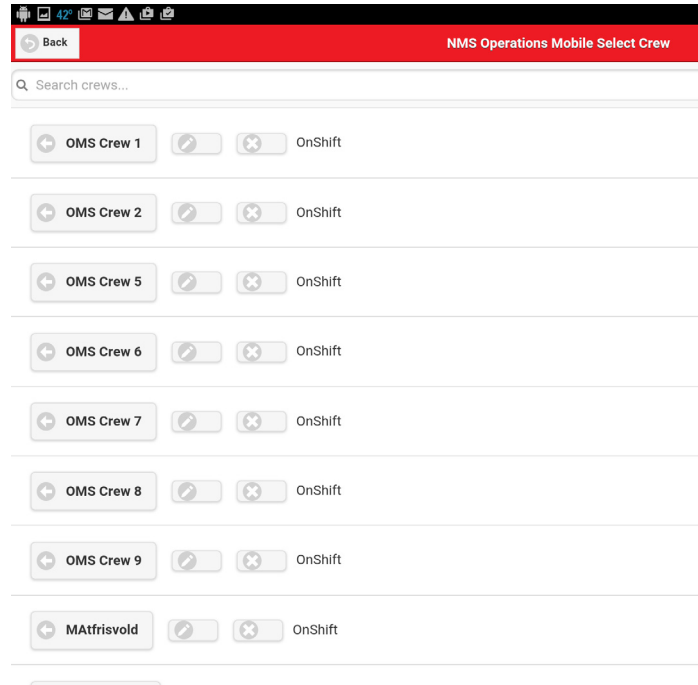 42°
Back
NMS Operations Mobile Select Crew
Search crews...
OMS Crew 1 OnShift
OMS Crew 2 OnShift
OMS Crew 5 OnShift
OMS Crew 6 OnShift
OMS Crew 7 OnShift
OMS Crew 8 OnShift
OMS Crew 9 OnShift
MAtfrisvold OnShift